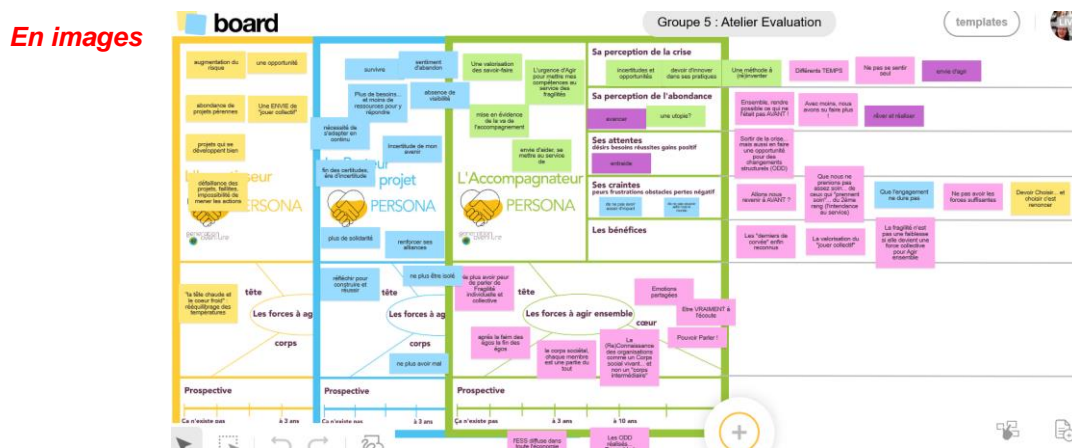 En images
board
Groupe 5 : Atelier Evaluation
templates
augmentation du
risque
une opportunité
abondance de
projets pérennes
Une ENVIE de
"jouer collectif"
projets qui se
développent bien
défaillance des
projets, faillites,
impossibilité de
mener les actions
PERSONA
"la tête chaude et
le coeur froid" :
rééquilibrage des
températures
tête
Les forces à ag
corps
Prospective
Ça n'existe pas
à 3 ans
survivre
sentiment
d'abandon
Plus de besoins...
et moins de
ressources pour y
répondre
absence de
visibilité
nécessité de
s'adapter en
continu
incertitude de mon
avenir
fin des certitudes,
ère d'incertitude
projet
PERSONA
plus de solidarité
renforcer ses
alliances
réfléchir pour
construire et
réussir
ne plus être isolé
tête
Les forces à ag
corps
ne plus avoir mal
Prospective
Ça n'existe pas
à 3 ans
Une valorisation
des savoir-faire
L'urgence d'Agir
pour mettre mes
compétences au
service des
fragilités
mise en évidence
de la va de
l'accompagnement
envie d'aider, se
mettre au service
de
L'Accompagnateur
PERSONA
Sa perception de la crise
incertitudes et
opportunités
devoir d'innover
dans ses pratiques
Une méthode à
(ré)inventer
Différents TEMPS
Ne pas se sentir
seul
envie d'agir
Sa perception de l'abondance
avancer
une utopie?
Ensemble, rendre
possible ce qui ne
l'était pas AVANT !
Avec moins, nous
avons su faire plus
!
rêver et réaliser
Ses attentes
désirs besoins réussites gains positif
entraide
Sortir de la crise...
mais aussi en faire
une opportunité
pour des
changements
structurels (ODD)
Ses craintes
peurs frustrations obstacles pertes négatif
Allons nous
revenir à AVANT ?
Que nous ne
prenions pas
assez soin... de
ceux qui "prennent
soin"... du 2ème
rang (l'intendance
au service)
Que l'engagement
ne dure pas
Ne pas avoir les
forces suffisantes
Devoir Choisir... et
choisir c'est
renoncer
Les bénéfices
Les "derniers de
corvée" enfin
reconnus
La valorisation du
"jouer collectif"
La fragilité n'est
pas une faiblesse
si elle devient une
force collective
pour Agir
ensemble
ne plus avoir peur
de parler de
Fragilité
individuelle et
collective
tête
Les forces à agir ensemble
cœur
Emotions
partagées
Etre VRAIMENT à
l'écoute
Pouvoir Parler !
après la faim des
égos la fin des
égos
le corps sociétal,
chaque membre
est une partie du
tout
La
(Re)Connaissance
des organisations
comme un Corps
social vivant... et
non un "corps
intermédiaire"
Prospective
Ça n'existe pas
à 3 ans
à 10 ans
l'ESS diffuse dans
toute l'économie
Les ODD
réalisés...